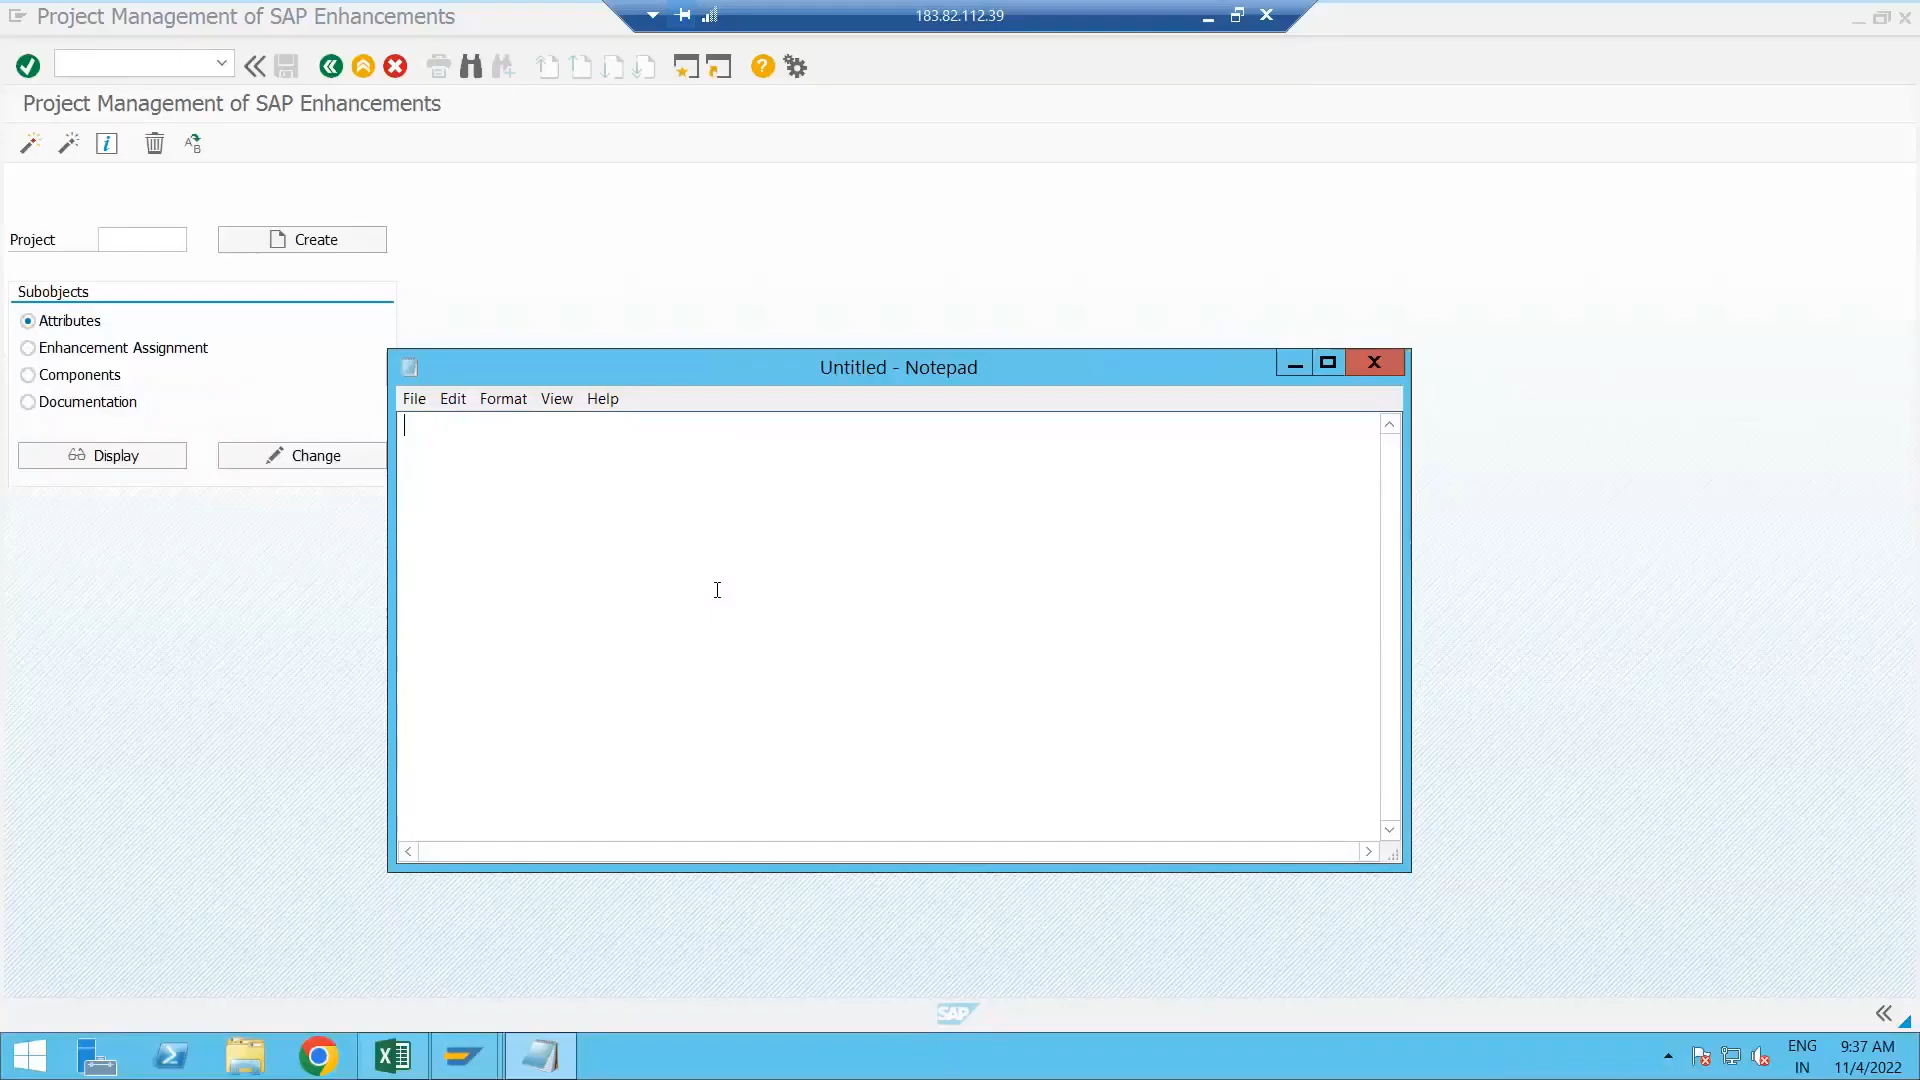 Project Management of SAP Enhancements
183.82.112.39
Project Management of SAP Enhancements
Project
Create
Subobjects
Attributes
Enhancement Assignment
Components
Documentation
Display
Change
Untitled - Notepad
File Edit Format View Help
SAP
ENG
IN
9:37 AM
11/4/2022